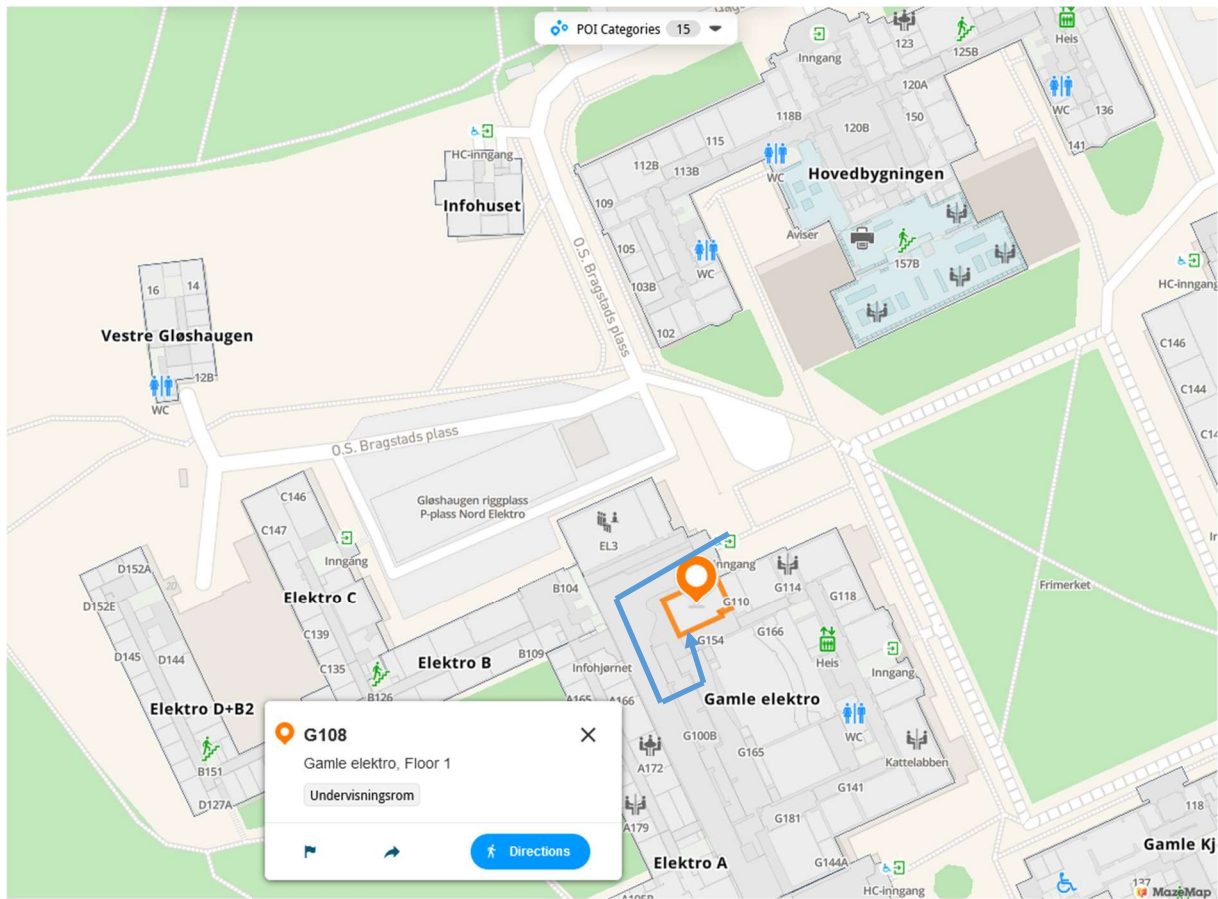 POI Categories 15
123
125B
Heis
Inngang
120A
WC
136
118B
150
120B
141
115
HC-inngang
112B
113B
WC
Hovedbygningen
Infohuset
109
Aviser
105
157B
WC
HC-inngang
O.S. Bragstads plass
16
14
103B
102
Vestre Gløshaugen
C146
12B
WC
C144
O.S. Bragstads plass
Gløshaugen riggplass
P-plass Nord Elektro
C146
C147
EL3
Inngang
nngang
D152A
B104
G114
Frimerket
D152E
Elektro C
G110
G118
C139
G154
G166
D145
D144
B109
Elektro B
Infohjørnet
Heis
Inngang
C135
B126
A165
A166
Gamle elektro
Elektro D+B2
G100B
WC
G108
G165
Kattelabben
Gamle elektro, Floor 1
A172
B151
G141
Undervisningsrom
D127A
118
G181
A179
Gamle Kj
Directions
Elektro A
G144A
HC-inngang
137
MazeMap